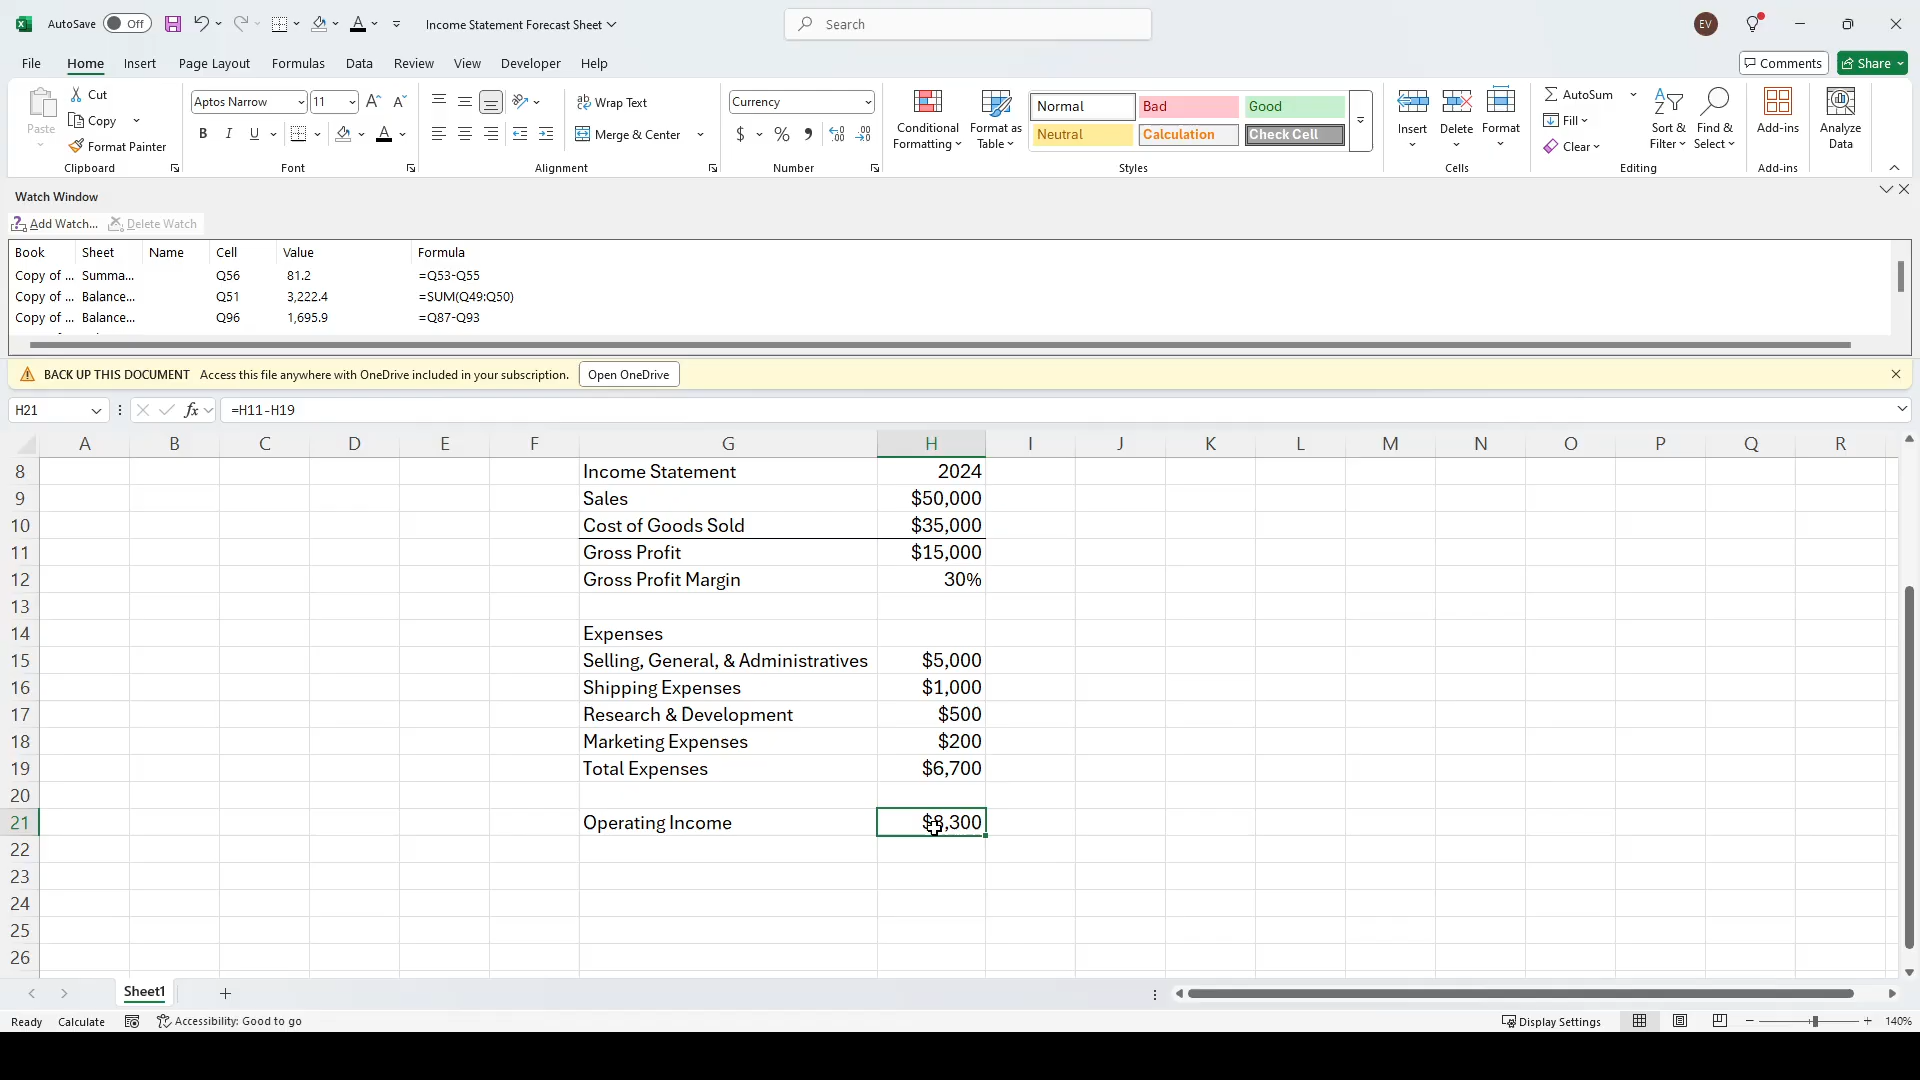 AutoSave Off Income Statement Forecast Sheet Search EV
File Home Insert Page Layout Formulas Data Review View Developer Help Comments Share
Paste Cut Copy Format Painter Clipboard
Aptos Narrow 11 B I U A Font
Wrap Text Merge & Center Alignment
Currency $ % , Number
Conditional Formatting Format as Table Normal Bad Good Neutral Calculation Check Cell Styles
Insert Delete Format Cells
AutoSum Fill Clear Sort & Filter Find & Select Editing
Add-ins Add-ins Analyze Data
Watch Window
Add Watch... Delete Watch
Book Sheet Name Cell Value Formula
Copy of ... Summa... Q56 81.2 =Q53-Q55
Copy of ... Balance... Q51 3,222.4 =SUM(Q49:Q50)
Copy of ... Balance... Q96 1,695.9 =Q87-Q93
BACK UP THIS DOCUMENT Access this file anywhere with OneDrive included in your subscription. Open OneDrive
H21 fx =H11-H19
A B C D E F G H I J K L M N O P Q R
8 Income Statement 2024
9 Sales $50,000
10 Cost of Goods Sold $35,000
11 Gross Profit $15,000
12 Gross Profit Margin 30%
13
14 Expenses
15 Selling, General, & Administratives $5,000
16 Shipping Expenses $1,000
17 Research & Development $500
18 Marketing Expenses $200
19 Total Expenses $6,700
20
21 Operating Income $8,300
22
23
24
25
26
Sheet1
Ready Calculate Accessibility: Good to go Display Settings 140%